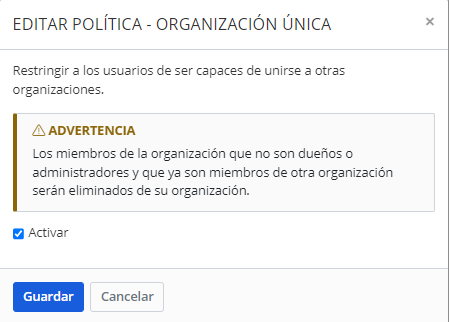 EDITAR POLÍTICA - ORGANIZACIÓN ÚNICA ×
Restringir a los usuarios de ser capaces de unirse a otras
organizaciones.
⚠ ADVERTENCIA
Los miembros de la organización que no son dueños o
administradores y que ya son miembros de otra organización
serán eliminados de su organización.
Activar
Guardar Cancelar